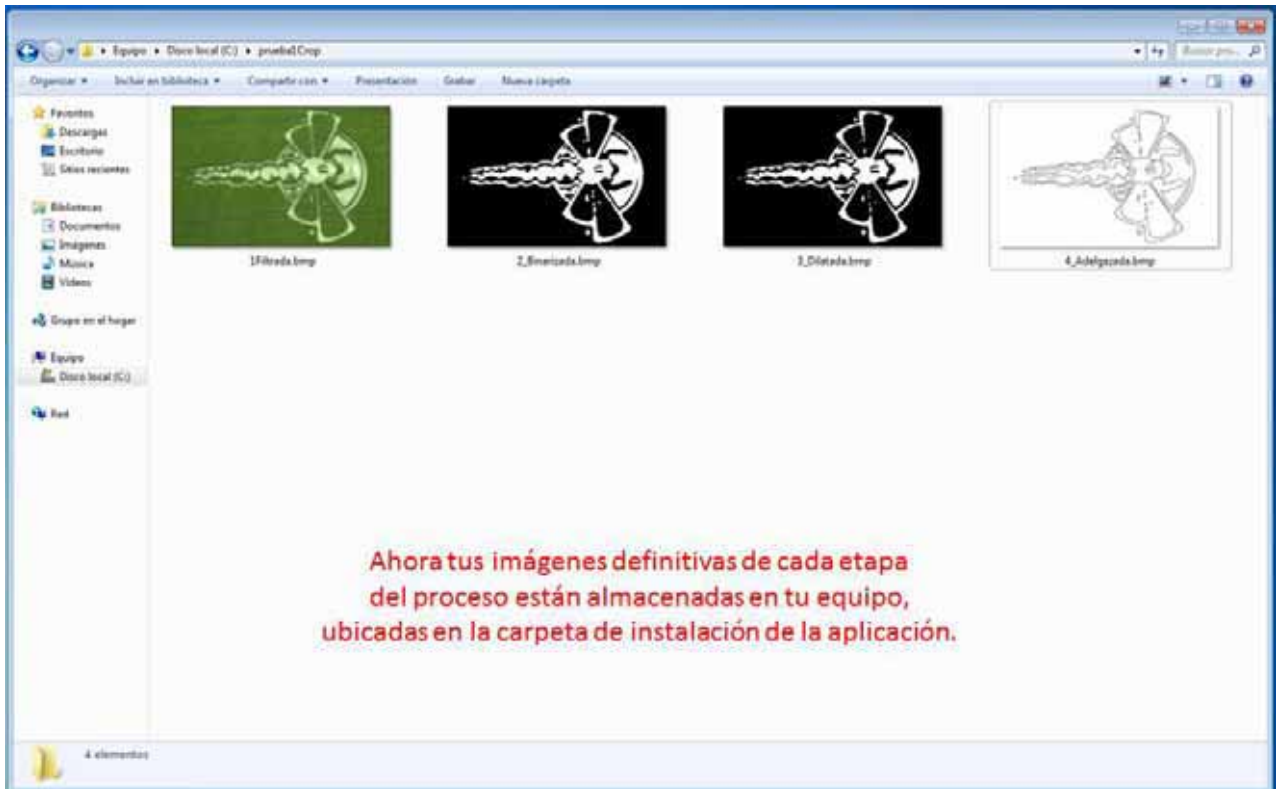 Equipo ▸ Disco local (C:) ▸ prueba1Crop
Buscar pru...
Organizar
Incluir en biblioteca
Compartir con
Presentación
Grabar
Nueva carpeta
Favoritos
Descargas
Escritorio
Sitios recientes
Bibliotecas
Documentos
Imágenes
Música
Vídeos
Grupo en el hogar
Equipo
Disco local (C:)
Red
1Filtrada.bmp
2_Binarizada.bmp
3_Dilatada.bmp
4_Adelgazada.bmp
Ahora tus imágenes definitivas de cada etapa
del proceso están almacenadas en tu equipo,
ubicadas en la carpeta de instalación de la aplicación.
4 elementos